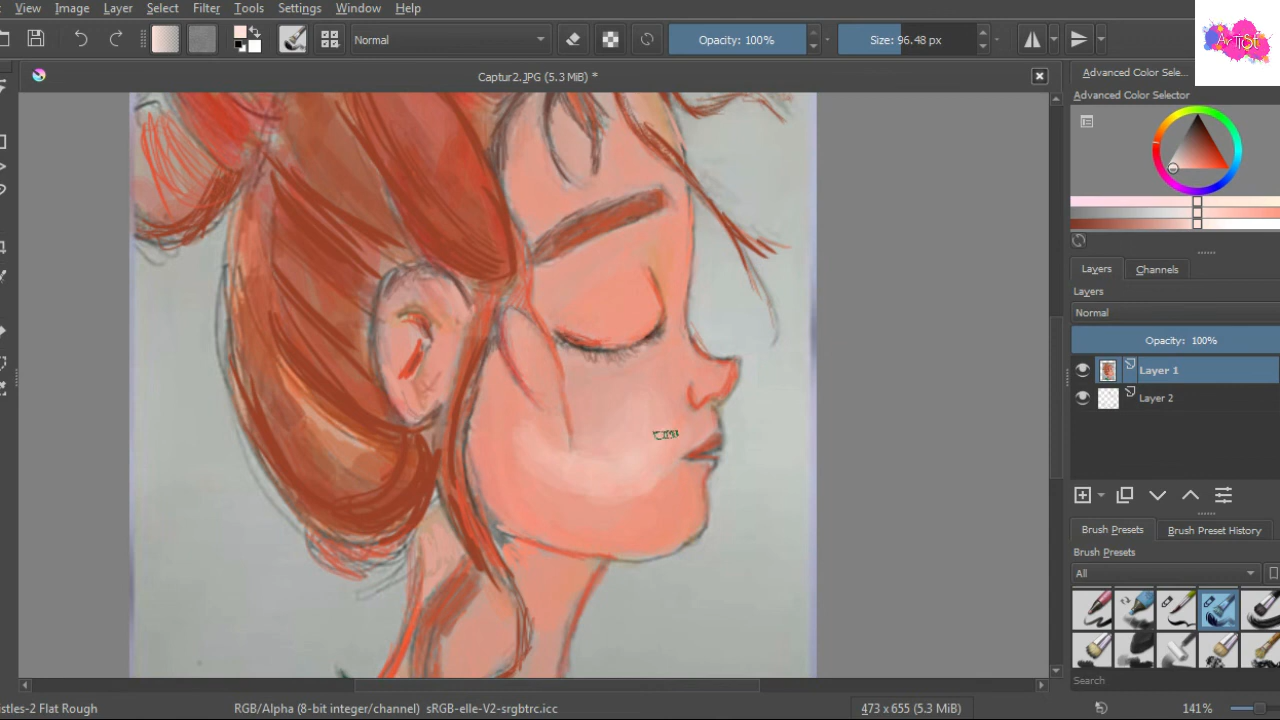 View Image Layer Select Filter Tools Settings Window Help
Normal
Opacity: 100%
Size: 96.48 px
ArTiSt
Captur2.JPG (5.3 MiB) *
Advanced Color Sele...
Advanced Color Selector
Layers Channels
Layers
Normal
Opacity: 100%
Layer 1
Layer 2
Brush Presets Brush Preset History
Brush Presets
All
Search
stles-2 Flat Rough
RGB/Alpha (8-bit integer/channel) sRGB-elle-V2-srgbtrc.icc
473 x 655 (5.3 MiB)
141%